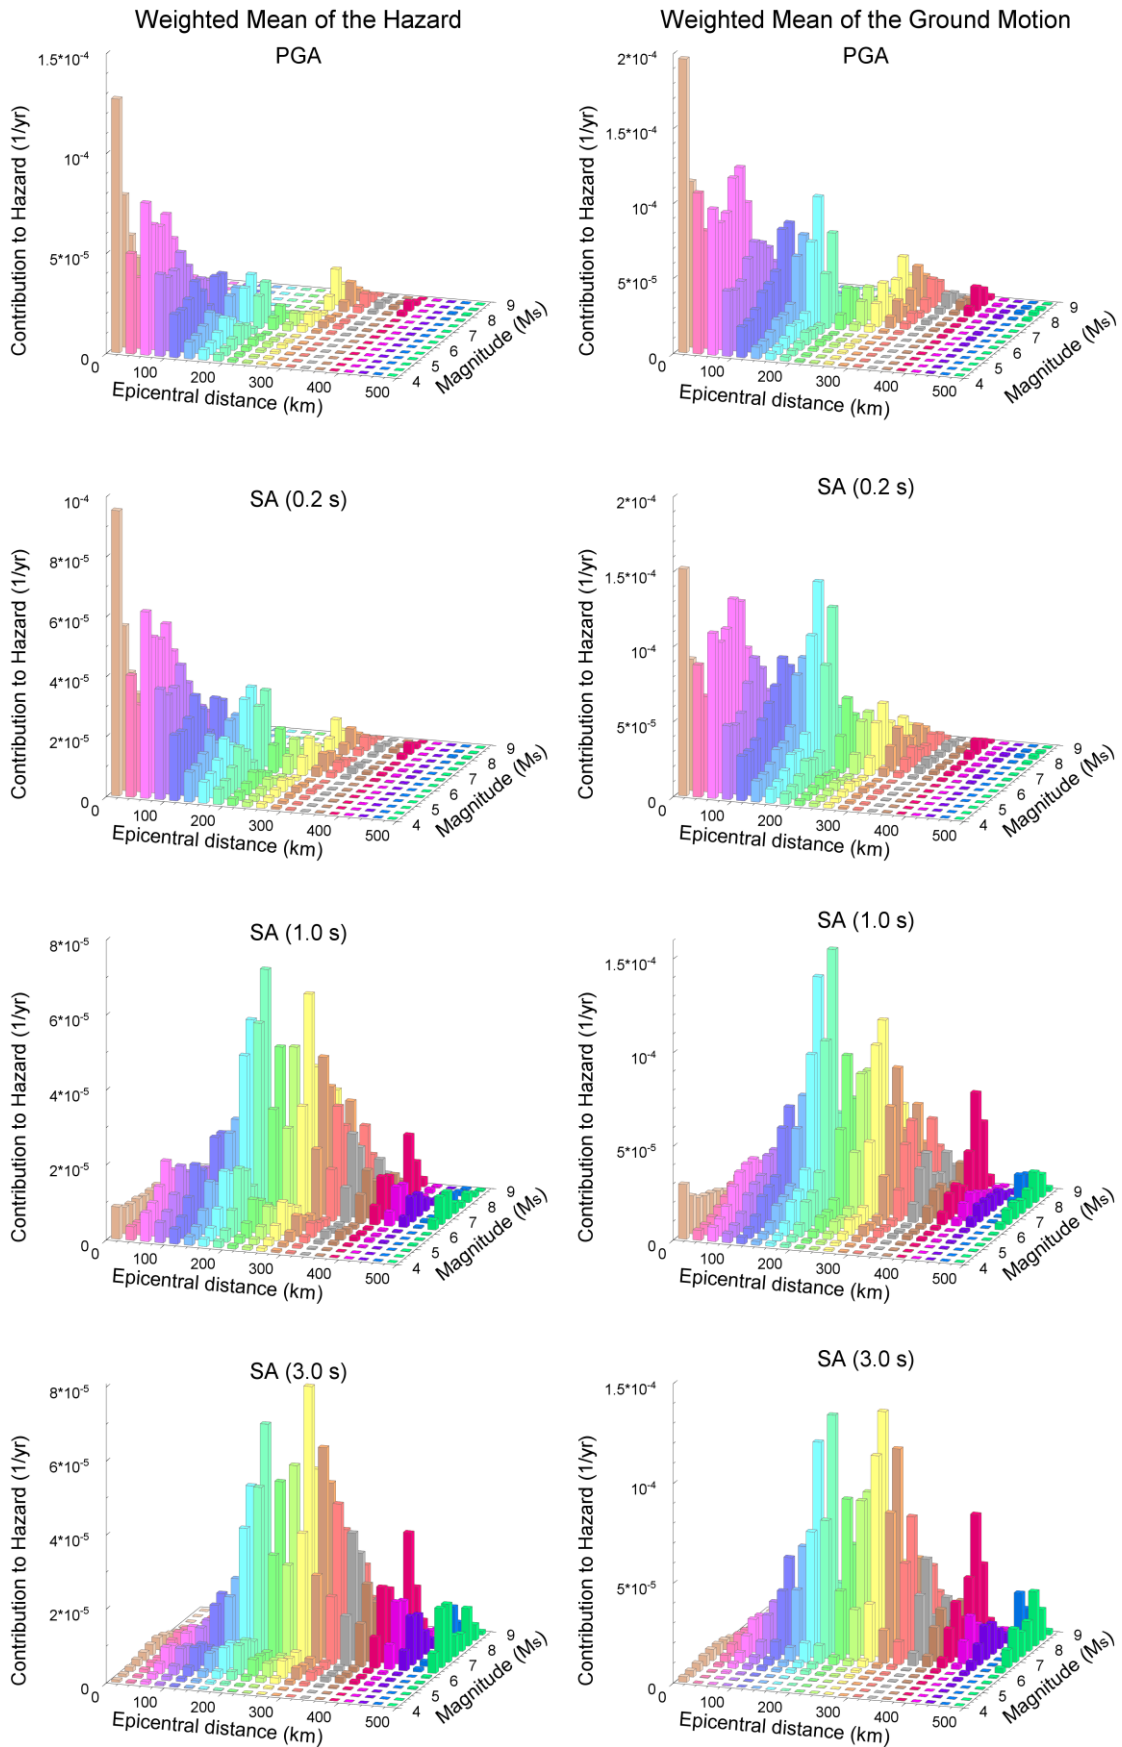 Weighted Mean of the Hazard
Weighted Mean of the Ground Motion
PGA
Contribution to Hazard (1/yr)
1.5*10-4
10-4
5*10-5
0
0 100 200 300 400 500
Epicentral distance (km)
4 5 6 7 8 9
Magnitude (Ms)
PGA
Contribution to Hazard (1/yr)
2*10-4
1.5*10-4
10-4
5*10-5
0
0 100 200 300 400 500
Epicentral distance (km)
4 5 6 7 8 9
Magnitude (Ms)
SA (0.2 s)
Contribution to Hazard (1/yr)
10-4
8*10-5
6*10-5
4*10-5
2*10-5
0
0 100 200 300 400 500
Epicentral distance (km)
4 5 6 7 8 9
Magnitude (Ms)
SA (0.2 s)
Contribution to Hazard (1/yr)
2*10-4
1.5*10-4
10-4
5*10-5
0
0 100 200 300 400 500
Epicentral distance (km)
4 5 6 7 8 9
Magnitude (Ms)
SA (1.0 s)
Contribution to Hazard (1/yr)
8*10-5
6*10-5
4*10-5
2*10-5
0
0 100 200 300 400 500
Epicentral distance (km)
4 5 6 7 8 9
Magnitude (Ms)
SA (1.0 s)
Contribution to Hazard (1/yr)
1.5*10-4
10-4
5*10-5
0
0 100 200 300 400 500
Epicentral distance (km)
4 5 6 7 8 9
Magnitude (Ms)
SA (3.0 s)
Contribution to Hazard (1/yr)
8*10-5
6*10-5
4*10-5
2*10-5
0
0 100 200 300 400 500
Epicentral distance (km)
4 5 6 7 8 9
Magnitude (Ms)
SA (3.0 s)
Contribution to Hazard (1/yr)
1.5*10-4
10-4
5*10-5
0
0 100 200 300 400 500
Epicentral distance (km)
4 5 6 7 8 9
Magnitude (Ms)